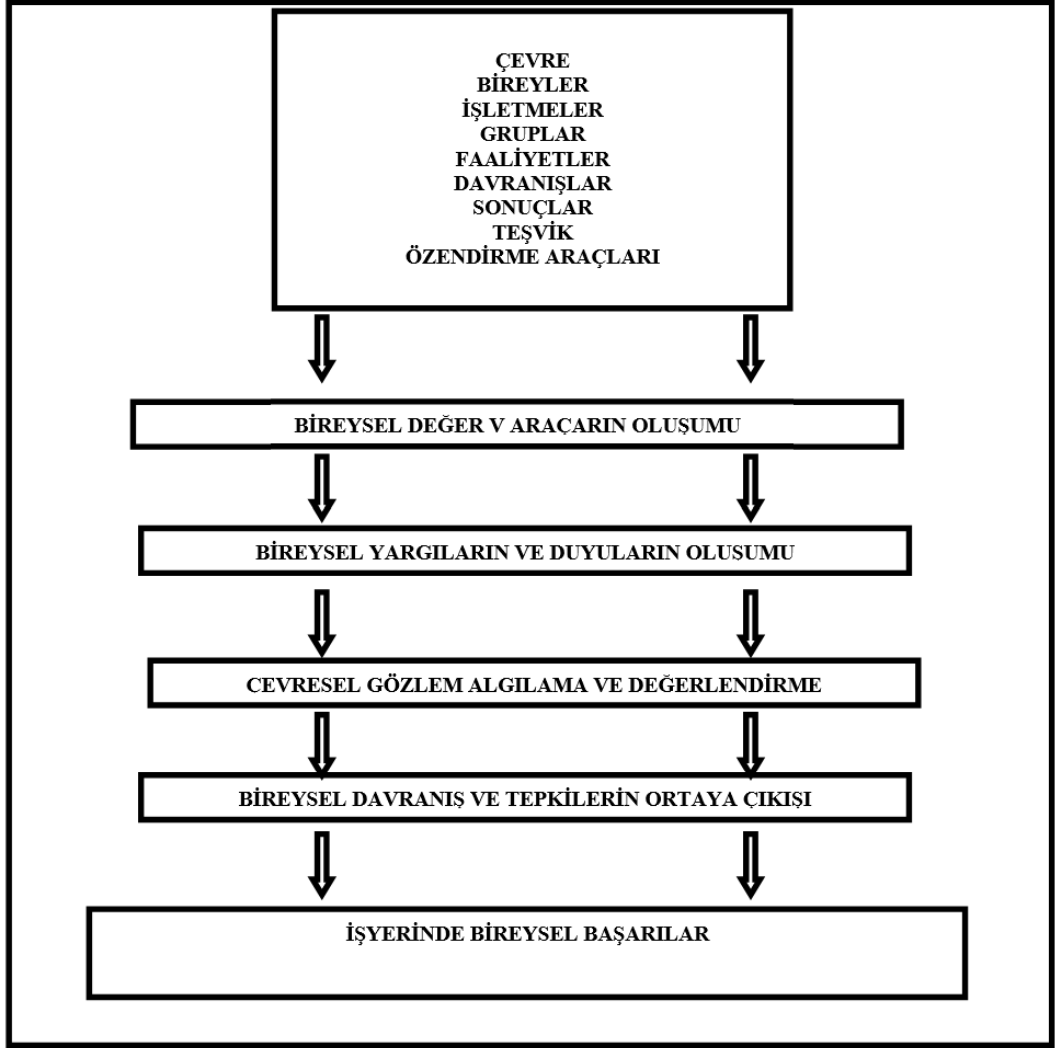 ÇEVRE
BİREYLER
İŞLETMELER
GRUPLAR
FAALİYETLER
DAVRANIŞLAR
SONUÇLAR
TEŞVİK
ÖZENDİRME ARAÇLARI
BİREYSEL DEĞER V ARAÇARIN OLUŞUMU
BİREYSEL YARGILARIN VE DUYULARIN OLUSUMU
CEVRESEL GÖZLEM ALGILAMA VE DEĞERLENDİRME
BİREYSEL DAVRANIŞ VE TEPKİLERİN ORTAYA ÇIKIŞI
İŞYERİNDE BİREYSEL BAŞARILAR